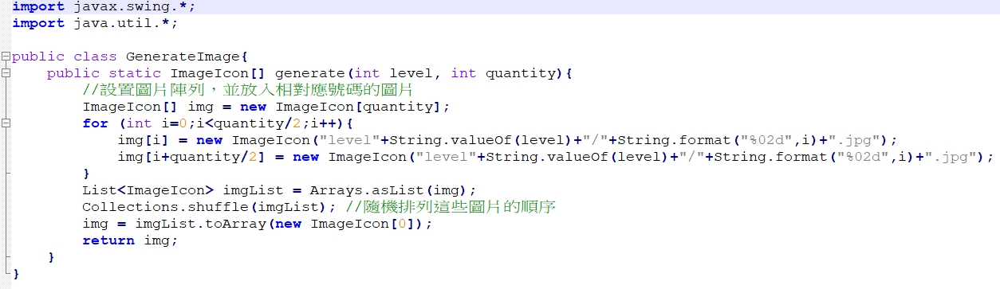 import javax.swing.*;
import java.util.*;

public class GenerateImage{
    public static ImageIcon[] generate(int level, int quantity){
        //設置圖片陣列，並放入相對應號碼的圖片
        ImageIcon[] img = new ImageIcon[quantity];
        for (int i=0;i<quantity/2;i++){
            img[i] = new ImageIcon("level"+String.valueOf(level)+"/"+String.format("%02d",i)+".jpg");
            img[i+quantity/2] = new ImageIcon("level"+String.valueOf(level)+"/"+String.format("%02d",i)+".jpg");
        }
        List<ImageIcon> imgList = Arrays.asList(img);
        Collections.shuffle(imgList); //隨機排列這些圖片的順序
        img = imgList.toArray(new ImageIcon[0]);
        return img;
    }
}